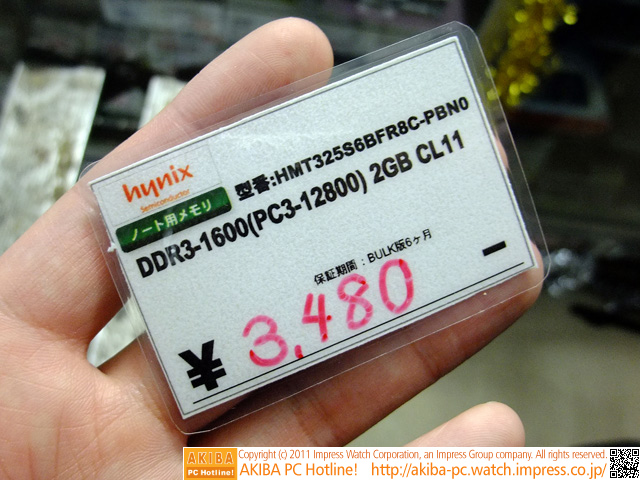 hynix
Semiconductor
型番:HMT325S6BFR8C-PBN0
ノート用メモリ
DDR3-1600(PC3-12800) 2GB CL11
保証期間：BULK版6ヶ月
¥3,480 ー
AKIBA PC Hotline!
Copyright (c) 2011 Impress Watch Corporation, an Impress Group company. All rights reserved.
AKIBA PC Hotline! http://akiba-pc.watch.impress.co.jp/